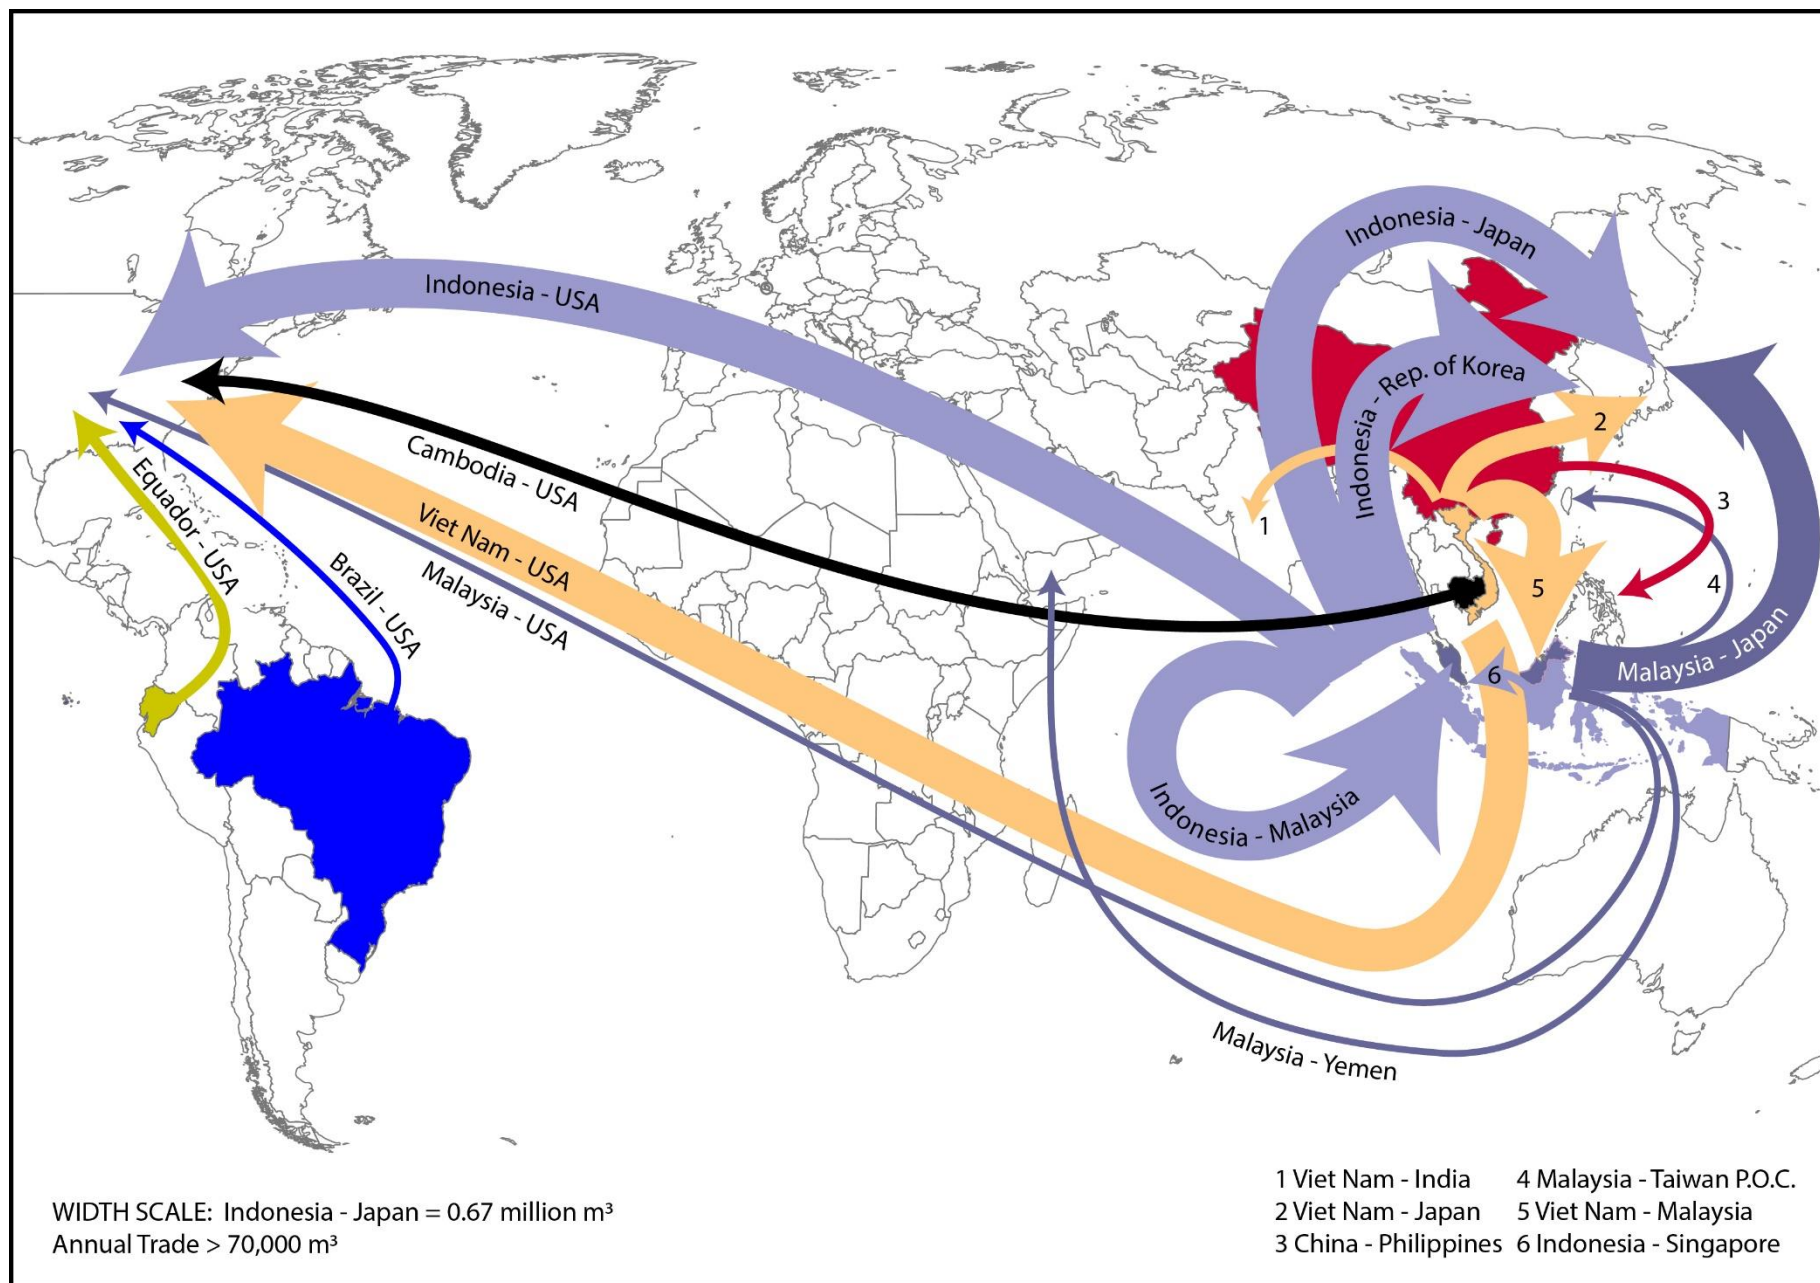 Indonesia - Japan
Indonesia - USA
Indonesia - Rep. of Korea
2
Cambodia - USA
Equador - USA
3
1
Viet Nam - USA
Brazil - USA
Malaysia - USA
4
5
Malaysia - Japan
6
Indonesia - Malaysia
Malaysia - Yemen
WIDTH SCALE: Indonesia - Japan = 0.67 million m³
Annual Trade > 70,000 m³
1 Viet Nam - India
2 Viet Nam - Japan
3 China - Philippines
4 Malaysia - Taiwan P.O.C.
5 Viet Nam - Malaysia
6 Indonesia - Singapore